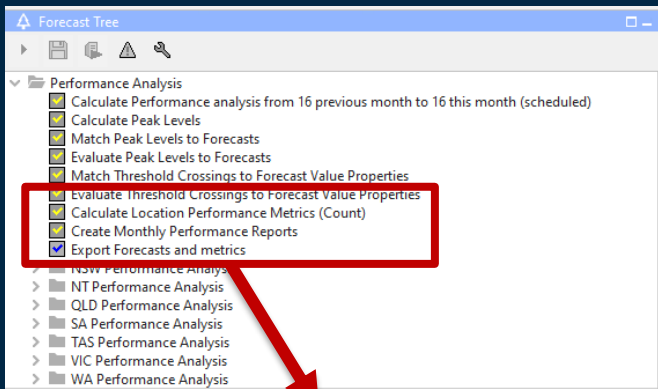 Forecast Tree
Performance Analysis
Calculate Performance analysis from 16 previous month to 16 this month (scheduled)
Calculate Peak Levels
Match Peak Levels to Forecasts
Evaluate Peak Levels to Forecasts
Match Threshold Crossings to Forecast Value Properties
Evaluate Threshold Crossings to Forecast Value Properties
Calculate Location Performance Metrics (Count)
Create Monthly Performance Reports
Export Forecasts and metrics
NSW Performance Analysis
NT Performance Analysis
QLD Performance Analysis
SA Performance Analysis
TAS Performance Analysis
VIC Performance Analysis
WA Performance Analysis